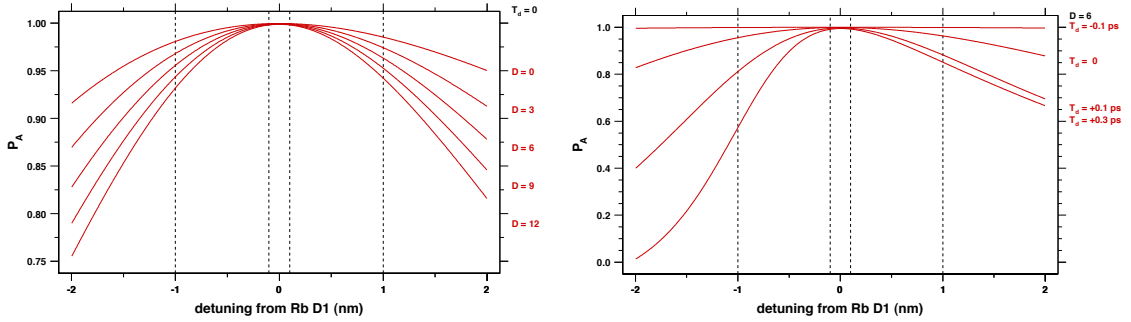 T_d = 0
1.00
0.95
0.90
0.85
0.80
0.75
P_A
D = 0
D = 3
D = 6
D = 9
D = 12
-2
-1
0
1
2
detuning from Rb D1 (nm)
D = 6
T_d = -0.1 ps
T_d = 0
T_d = +0.1 ps
T_d = +0.3 ps
1.0
0.8
0.6
0.4
0.2
0.0
P_A
-2
-1
0
1
2
detuning from Rb D1 (nm)